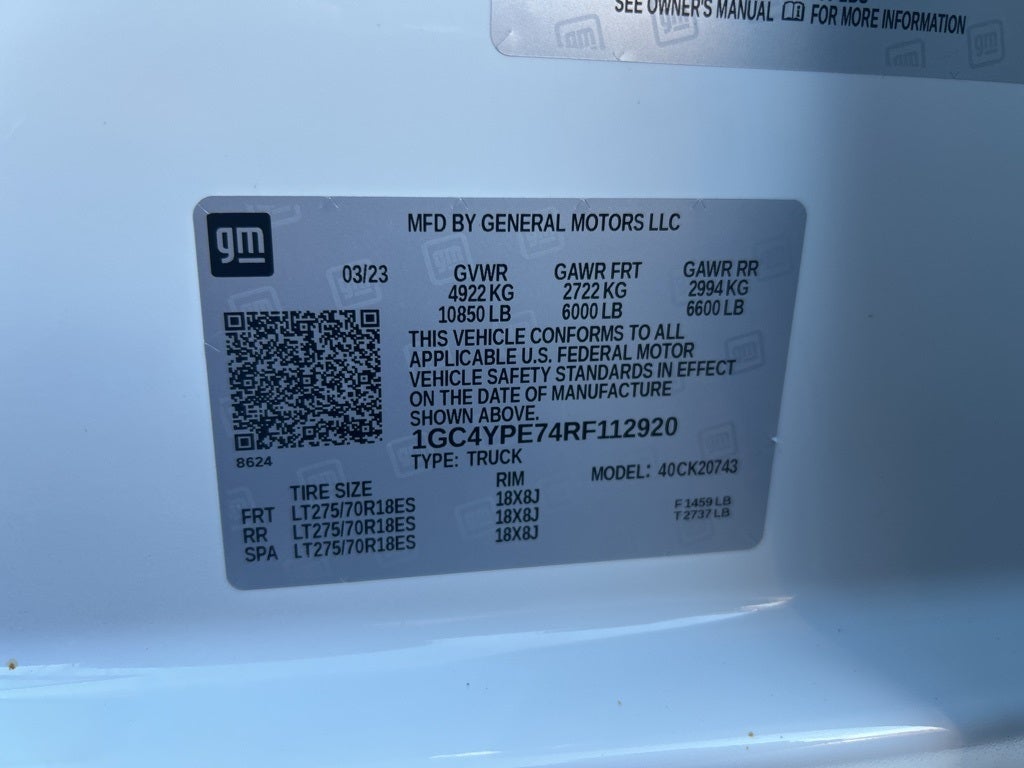 SEE OWNER'S MANUAL FOR MORE INFORMATION
gm
MFD BY GENERAL MOTORS LLC
03/23 GVWR GAWR FRT GAWR RR
4922 KG 2722 KG 2994 KG
10850 LB 6000 LB 6600 LB
THIS VEHICLE CONFORMS TO ALL
APPLICABLE U.S. FEDERAL MOTOR
VEHICLE SAFETY STANDARDS IN EFFECT
ON THE DATE OF MANUFACTURE
SHOWN ABOVE.
1GC4YPE74RF112920
8624
TYPE: TRUCK MODEL: 40CK20743
TIRE SIZE RIM
FRT LT275/70R18ES 18X8J
RR LT275/70R18ES 18X8J
SPA LT275/70R18ES 18X8J
F 1459 LB
T 2737 LB